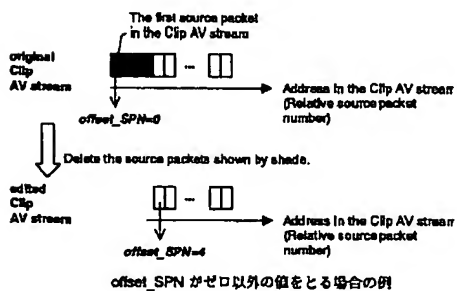 The first source packet
in the Clip AV stream
original
Clip
AV stream
...
Address in the Clip AV stream
(Relative source packet
number)
offset_SPN=0
Delete the source packets shown by shade.
edited
Clip
AV stream
...
Address in the Clip AV stream
(Relative source packet
number)
offset_SPN=4
offset_SPN がゼロ以外の値をとる場合の例